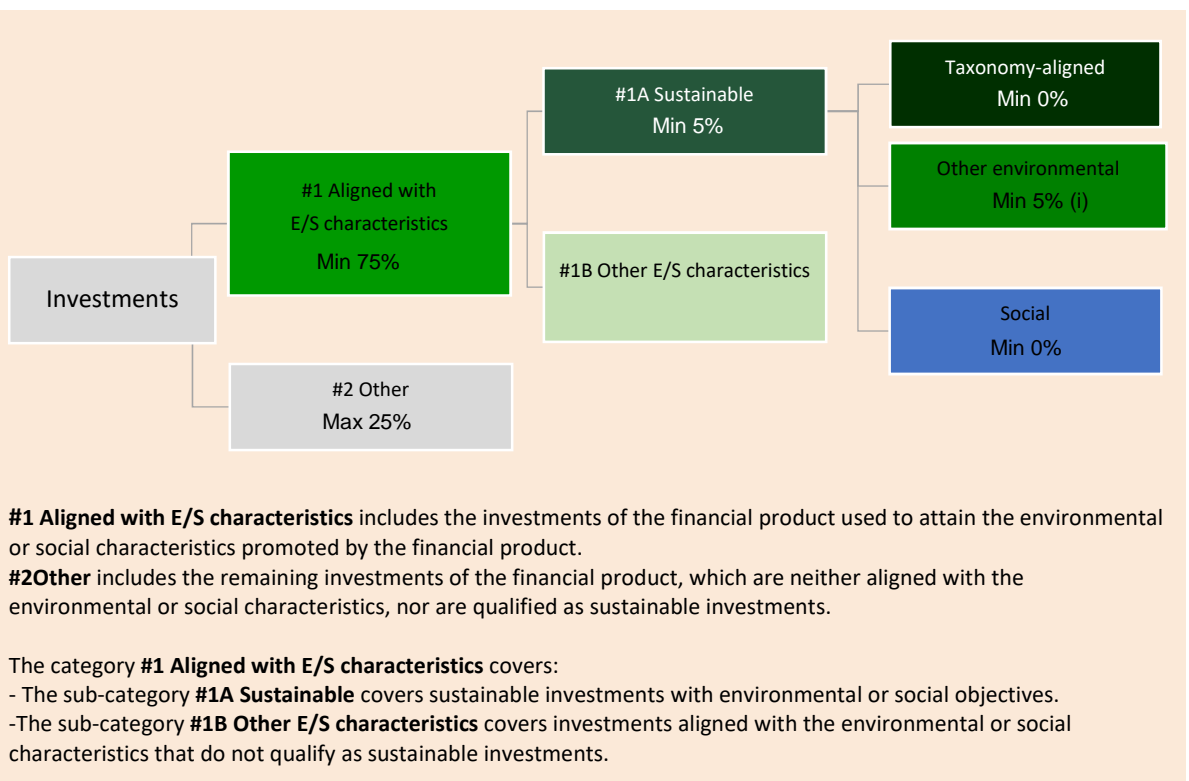 Investments
#1 Aligned with
E/S characteristics
Min 75%
#2 Other
Max 25%
#1A Sustainable
Min 5%
#1B Other E/S characteristics
Taxonomy-aligned
Min 0%
Other environmental
Min 5% (i)
Social
Min 0%
#1 Aligned with E/S characteristics includes the investments of the financial product used to attain the environmental
or social characteristics promoted by the financial product.
#2Other includes the remaining investments of the financial product, which are neither aligned with the
environmental or social characteristics, nor are qualified as sustainable investments.
The category #1 Aligned with E/S characteristics covers:
- The sub-category #1A Sustainable covers sustainable investments with environmental or social objectives.
-The sub-category #1B Other E/S characteristics covers investments aligned with the environmental or social
characteristics that do not qualify as sustainable investments.